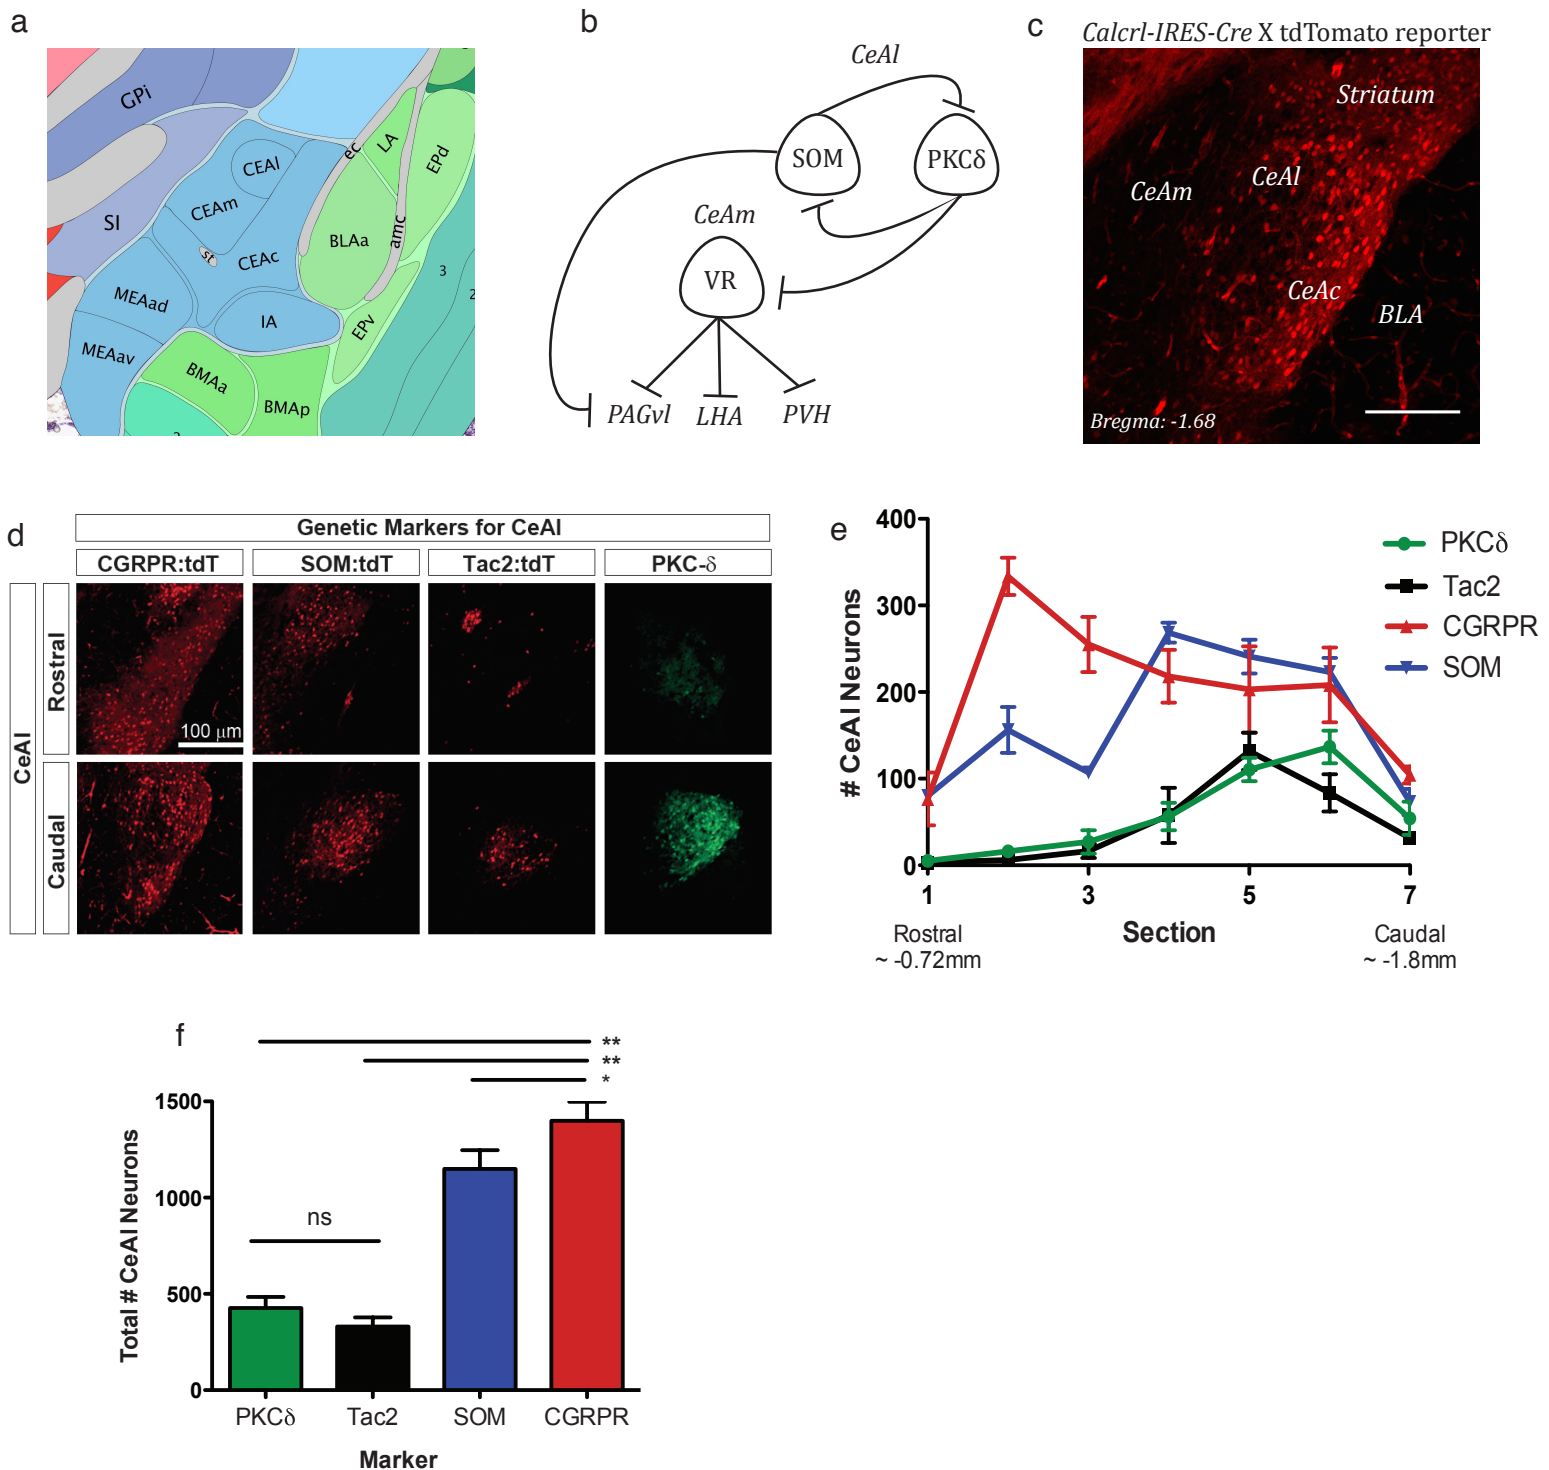 a
GPi
SI
CEAl
CEAm
st
CEAc
ec
LA
EPd
BLAa
amc
MEAad
IA
EPv
MEAav
BMAa
BMAp
3
2
b
CeAl
SOM
PKCδ
CeAm
VR
PAGvl
LHA
PVH
c
Calcrl-IRES-Cre X tdTomato reporter
Striatum
CeAm
CeAl
CeAc
BLA
Bregma: -1.68
d
Genetic Markers for CeAl
CGRPR:tdT
SOM:tdT
Tac2:tdT
PKC-δ
CeAl
Rostral
100 μm
Caudal
e
400
300
200
100
0
# CeAl Neurons
PKCδ
Tac2
CGRPR
SOM
1
3
5
7
Rostral
~ -0.72mm
Section
Caudal
~ -1.8mm
f
**
**
*
ns
1500
1000
500
0
Total # CeAl Neurons
PKCδ
Tac2
SOM
CGRPR
Marker